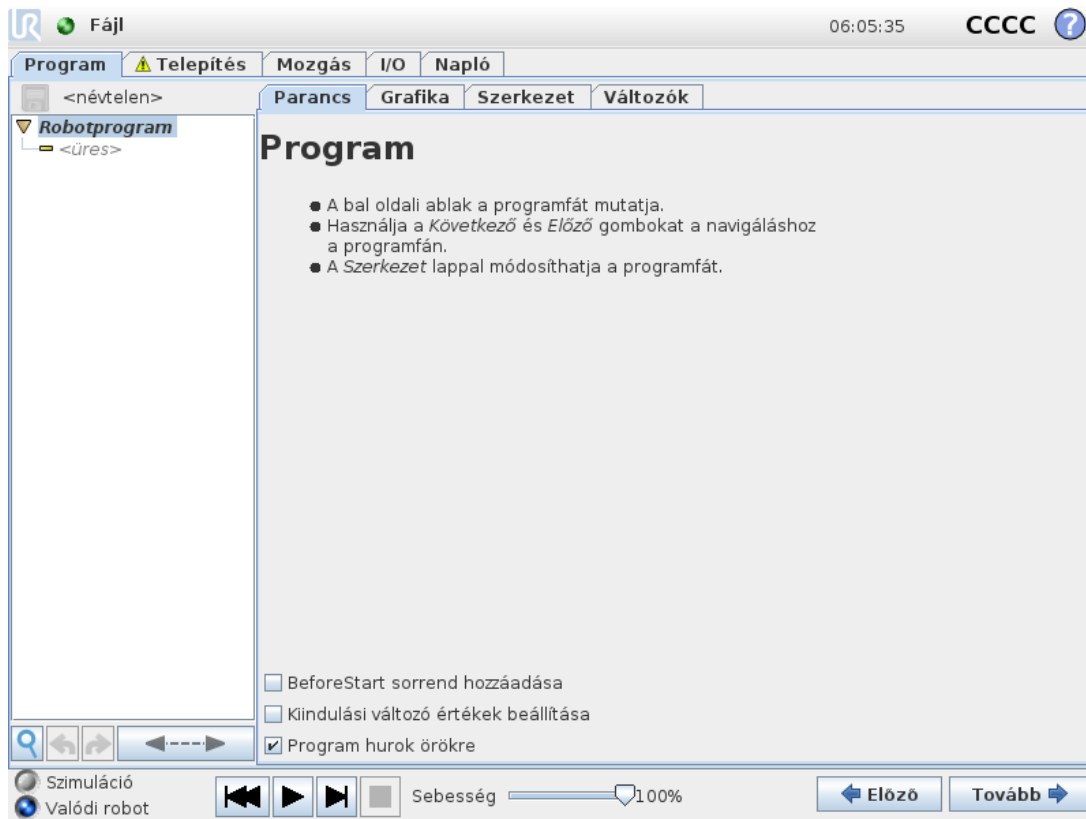 UR Fájl 06:05:35 CCCC ?
Program Telepítés Mozgás I/O Napló
<névtelen>
Parancs Grafika Szerkezet Változók
Robotprogram
<üres>
Program
A bal oldali ablak a programfát mutatja.
Használja a Következő és Előző gombokat a navigáláshoz
a programfán.
A Szerkezet lappal módosíthatja a programfát.
BeforeStart sorrend hozzáadása
Kiindulási változó értékek beállítása
Program hurok örökre
Szimuláció
Valódi robot
Sebesség 100%
Előző Tovább